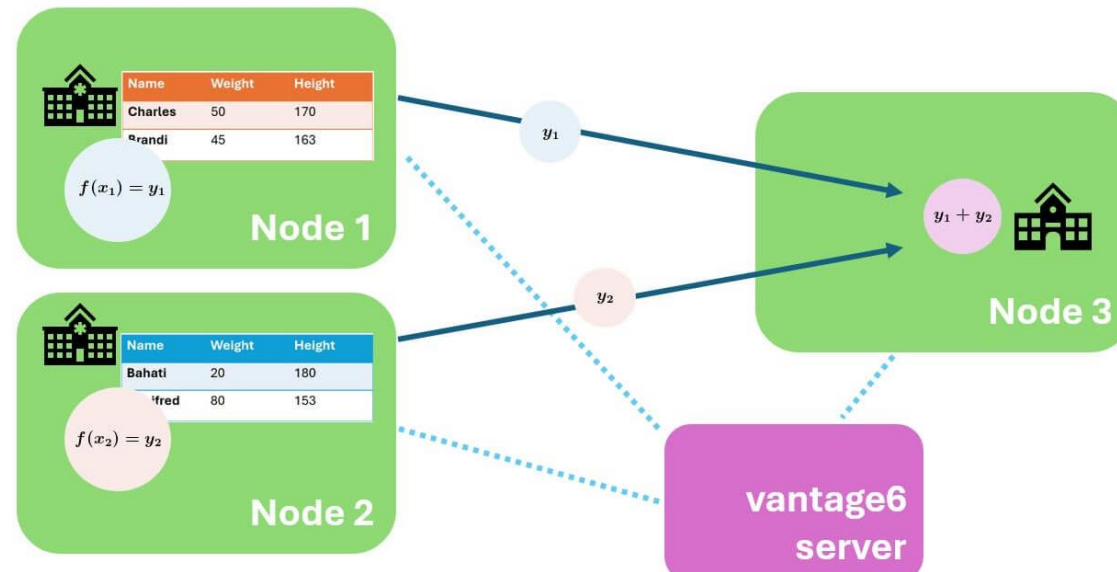 Name Weight Height
Charles 50 170
Brandi 45 163
f(x₁) = y₁
Node 1
y₁
y₁ + y₂
Node 3
y₂
Name Weight Height
Bahati 20 180
80 153
f(x₂) = y₂
Node 2
vantage6
server